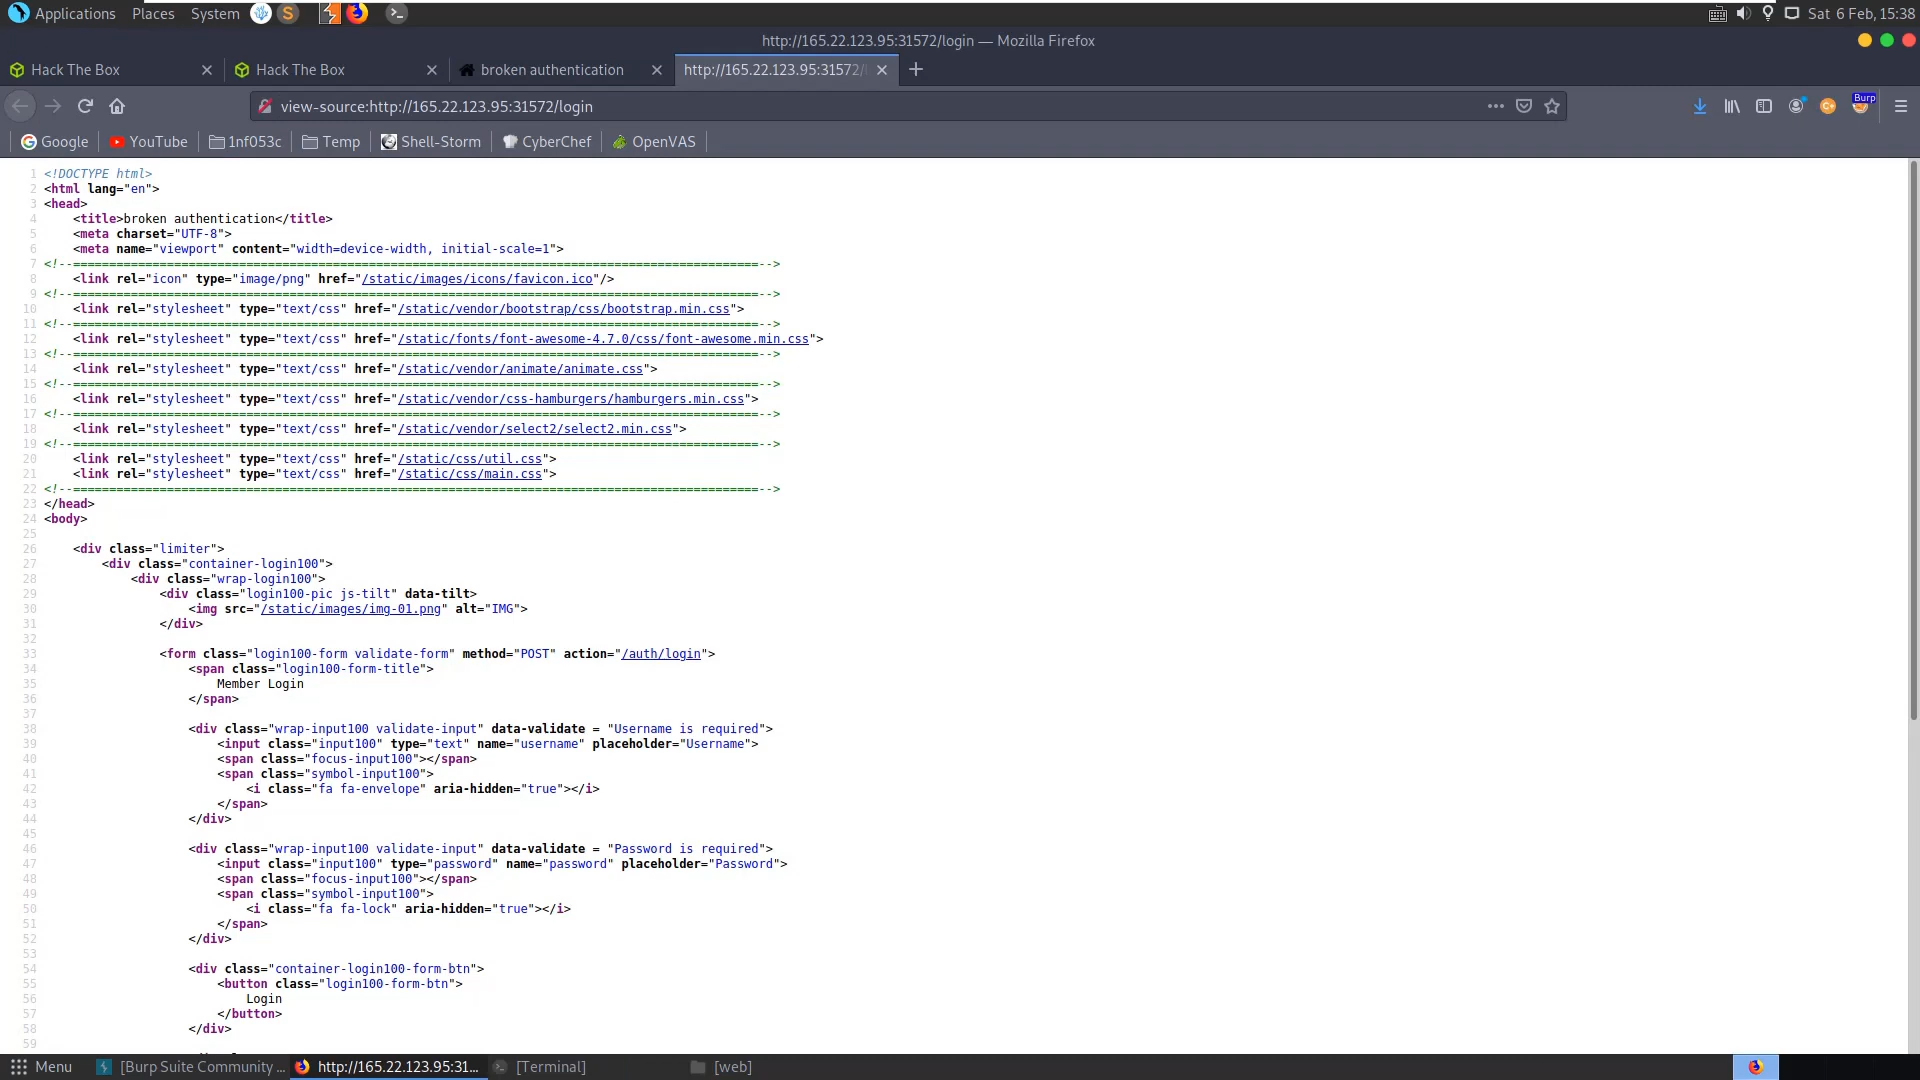 Applications Places System Sat 6 Feb, 15:38
http://165.22.123.95:31572/login — Mozilla Firefox
Hack The Box Hack The Box broken authentication http://165.22.123.95:31572/
view-source:http://165.22.123.95:31572/login Burp
Google YouTube 1nf053c Temp Shell-Storm CyberChef OpenVAS
1 <!DOCTYPE html>
2 <html lang="en">
3 <head>
4 <title>broken authentication</title>
5 <meta charset="UTF-8">
6 <meta name="viewport" content="width=device-width, initial-scale=1">
7 <!--===============================================================================================-->
8 <link rel="icon" type="image/png" href="/static/images/icons/favicon.ico"/>
9 <!--===============================================================================================-->
10 <link rel="stylesheet" type="text/css" href="/static/vendor/bootstrap/css/bootstrap.min.css">
11 <!--===============================================================================================-->
12 <link rel="stylesheet" type="text/css" href="/static/fonts/font-awesome-4.7.0/css/font-awesome.min.css">
13 <!--===============================================================================================-->
14 <link rel="stylesheet" type="text/css" href="/static/vendor/animate/animate.css">
15 <!--===============================================================================================-->
16 <link rel="stylesheet" type="text/css" href="/static/vendor/css-hamburgers/hamburgers.min.css">
17 <!--===============================================================================================-->
18 <link rel="stylesheet" type="text/css" href="/static/vendor/select2/select2.min.css">
19 <!--===============================================================================================-->
20 <link rel="stylesheet" type="text/css" href="/static/css/util.css">
21 <link rel="stylesheet" type="text/css" href="/static/css/main.css">
22 <!--===============================================================================================-->
23 </head>
24 <body>
25
26 <div class="limiter">
27 <div class="container-login100">
28 <div class="wrap-login100">
29 <div class="login100-pic js-tilt" data-tilt>
30 <img src="/static/images/img-01.png" alt="IMG">
31 </div>
32
33 <form class="login100-form validate-form" method="POST" action="/auth/login">
34 <span class="login100-form-title">
35 Member Login
36 </span>
37
38 <div class="wrap-input100 validate-input" data-validate = "Username is required">
39 <input class="input100" type="text" name="username" placeholder="Username">
40 <span class="focus-input100"></span>
41 <span class="symbol-input100">
42 <i class="fa fa-envelope" aria-hidden="true"></i>
43 </span>
44 </div>
45
46 <div class="wrap-input100 validate-input" data-validate = "Password is required">
47 <input class="input100" type="password" name="password" placeholder="Password">
48 <span class="focus-input100"></span>
49 <span class="symbol-input100">
50 <i class="fa fa-lock" aria-hidden="true"></i>
51 </span>
52 </div>
53
54 <div class="container-login100-form-btn">
55 <button class="login100-form-btn">
56 Login
57 </button>
58 </div>
59
Menu [Burp Suite Community ... http://165.22.123.95:31... [Terminal] [web]